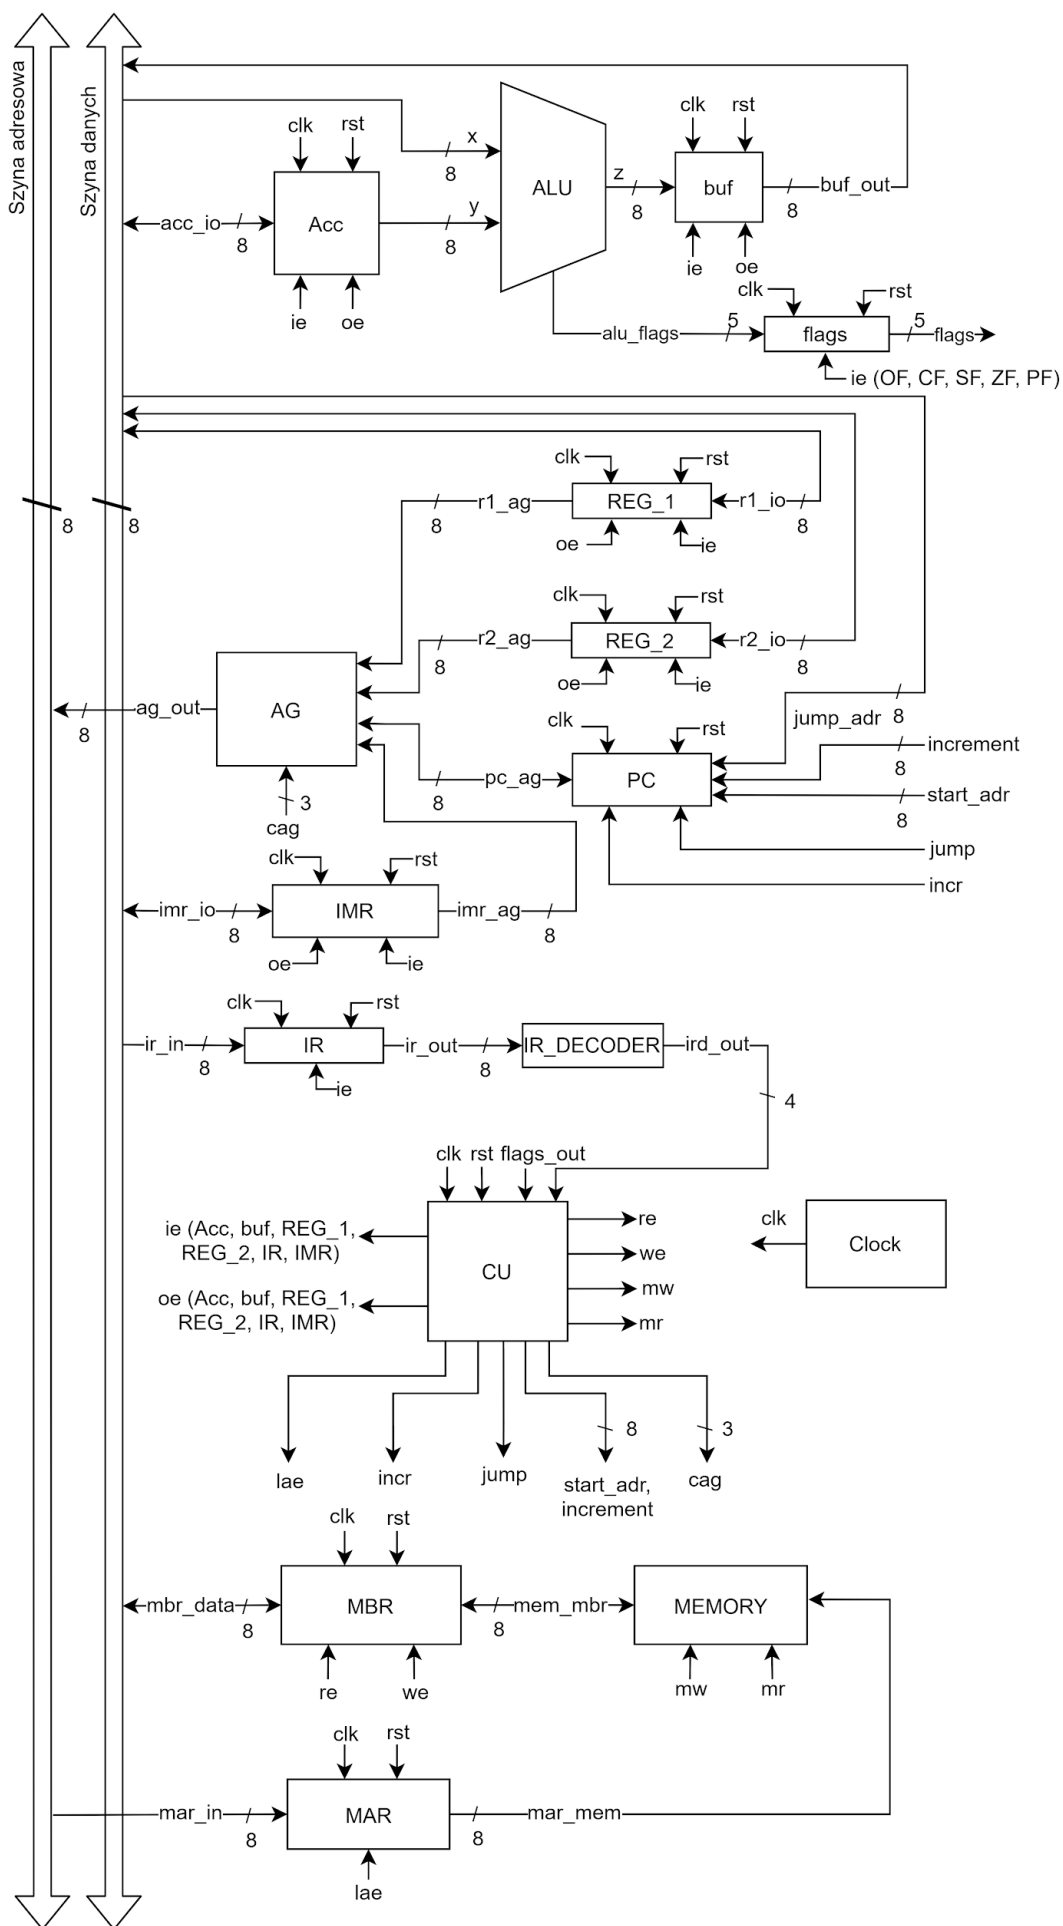 Szyna adresowa
Szyna danych
clk
rst
x
8
ALU
z
8
clk
rst
buf
8
buf_out
acc_io
8
Acc
y
8
ie
oe
ie
oe
clk
rst
alu_flags
5
flags
5
flags
ie (OF, CF, SF, ZF, PF)
8
8
clk
rst
r1_ag
8
REG_1
r1_io
8
oe
ie
clk
rst
r2_ag
8
REG_2
r2_io
8
oe
ie
ag_out
8
AG
3
cag
clk
rst
jump_adr
8
pc_ag
8
PC
increment
8
start_adr
8
jump
incr
clk
rst
imr_io
8
IMR
imr_ag
8
oe
ie
clk
rst
ir_in
8
IR
ir_out
8
IR_DECODER
ird_out
4
ie
clk
rst
flags_out
ie (Acc, buf, REG_1,
REG_2, IR, IMR)
oe (Acc, buf, REG_1,
REG_2, IR, IMR)
CU
re
we
mw
mr
clk
Clock
lae
incr
jump
8
start_adr,
increment
3
cag
clk
rst
mbr_data
8
MBR
8
mem_mbr
MEMORY
re
we
mw
mr
clk
rst
mar_in
8
MAR
8
mar_mem
lae